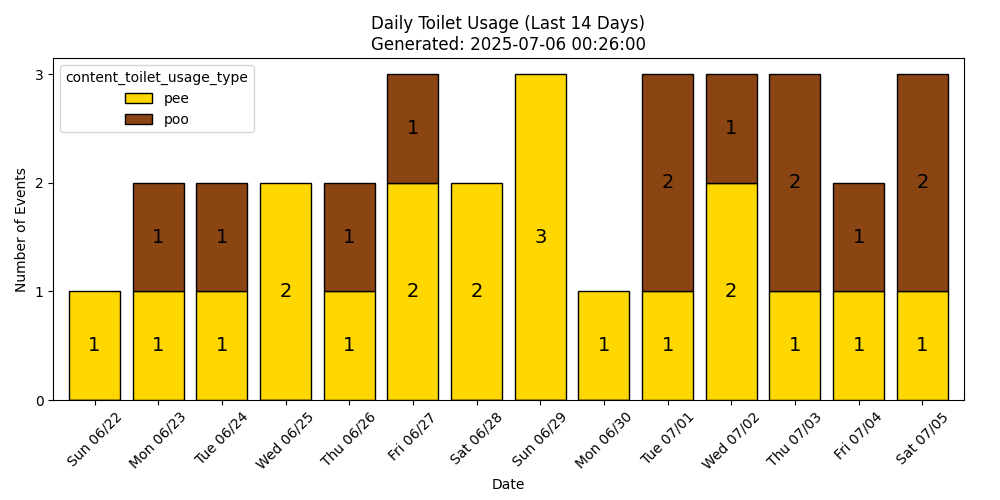 Daily Toilet Usage (Last 14 Days)
Generated: 2025-07-06 00:26:00
content_toilet_usage_type
pee
poo
Number of Events
3
2
1
0
1
1
1
1
1
2
1
1
2
1
2
3
1
1
2
2
1
1
2
1
1
1
2
Sun 06/22
Mon 06/23
Tue 06/24
Wed 06/25
Thu 06/26
Fri 06/27
Sat 06/28
Sun 06/29
Mon 06/30
Tue 07/01
Wed 07/02
Thu 07/03
Fri 07/04
Sat 07/05
Date